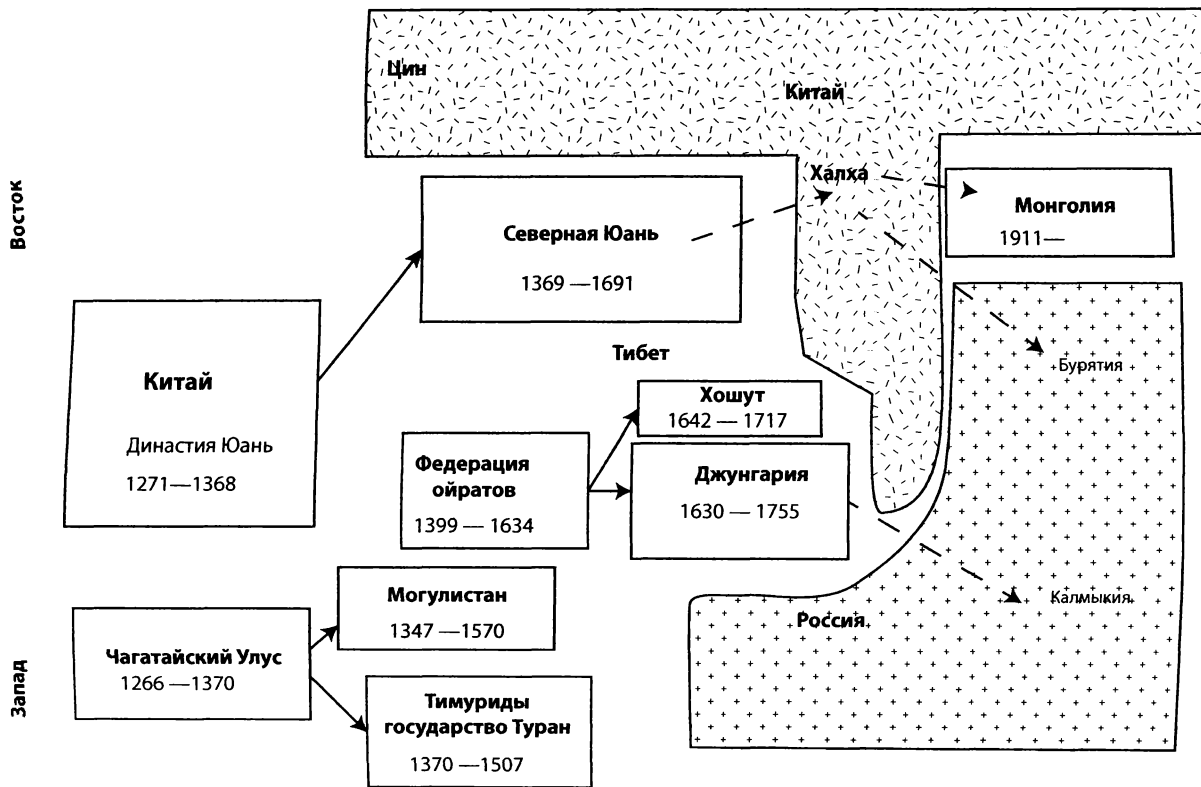 Цин
Китай
Восток
Халха
Монголия
1911—
Северная Юань
1369 —1691
Тибет
Бурятия
Китай
Династия Юань
1271—1368
Хошут
1642 — 1717
Федерация
ойратов
1399 — 1634
Джунгария
1630 — 1755
Могулистан
1347 —1570
Калмыкия
Россия
Запад
Чагатайский Улус
1266 —1370
Тимуриды
государство Туран
1370 —1507